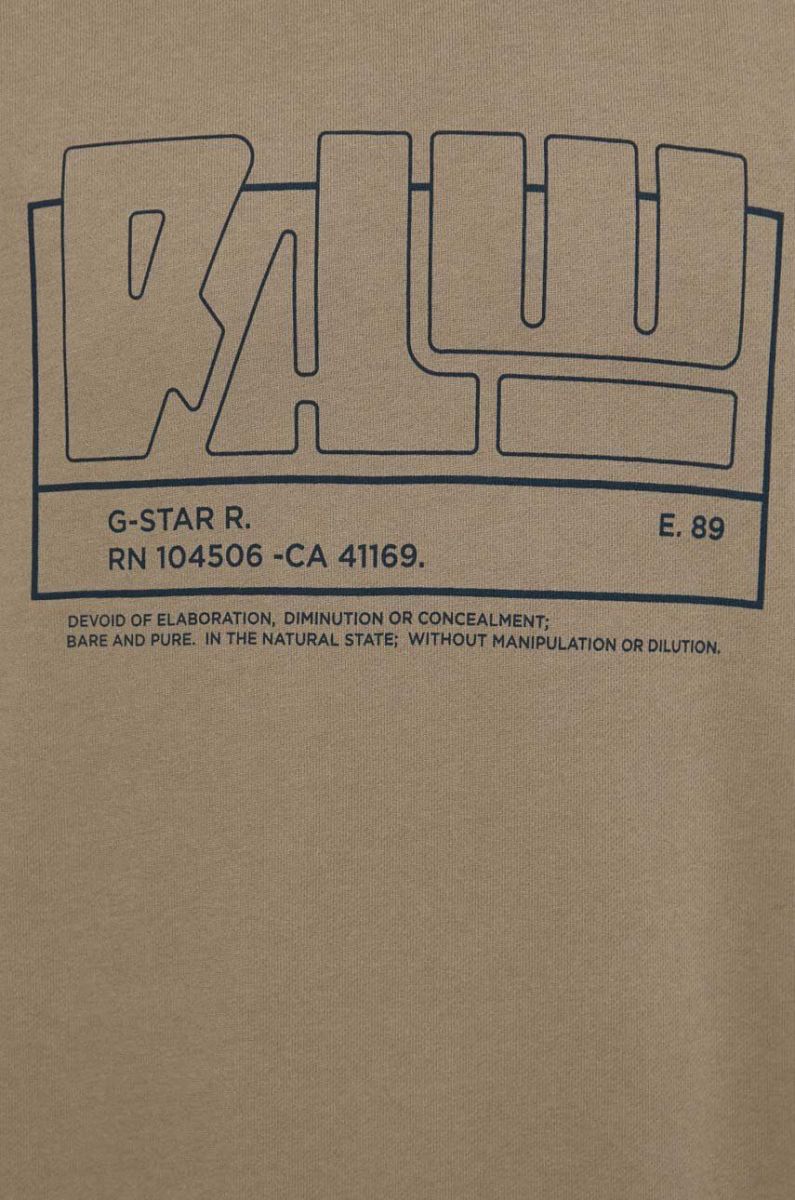 RAW
G-STAR R. E. 89
RN 104506 -CA 41169.
DEVOID OF ELABORATION, DIMINUTION OR CONCEALMENT;
BARE AND PURE. IN THE NATURAL STATE; WITHOUT MANIPULATION OR DILUTION.